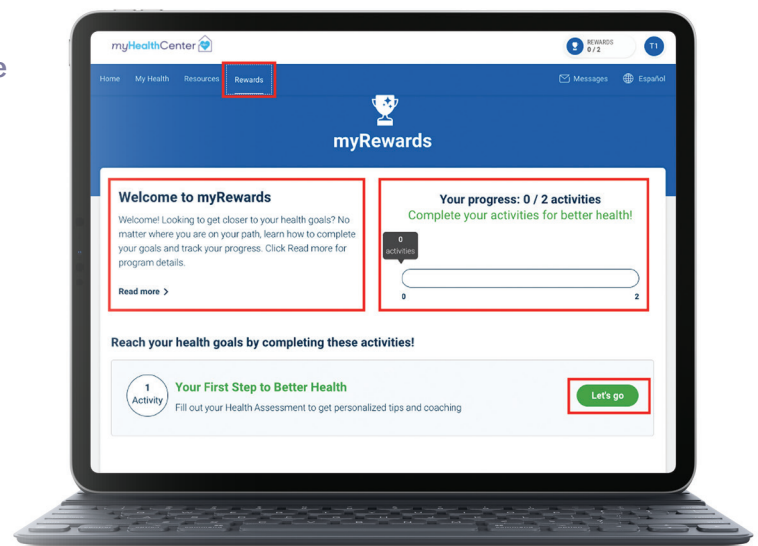 e
myHealthCenter
REWARDS
0 / 2
T1
Home My Health Resources Rewards
Messages Español
myRewards
Welcome to myRewards
Welcome! Looking to get closer to your health goals? No
matter where you are on your path, learn how to complete
your goals and track your progress. Click Read more for
program details.
Read more >
Your progress: 0 / 2 activities
Complete your activities for better health!
0
activities
0 2
Reach your health goals by completing these activities!
1
Activity
Your First Step to Better Health
Fill out your Health Assessment to get personalized tips and coaching
Let's go